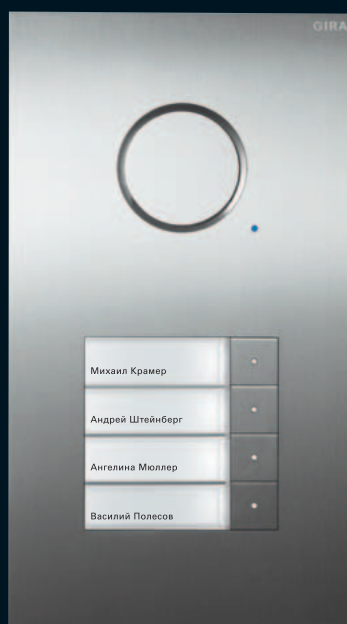 GIRA
Михаил Крамер
Андрей Штейнберг
Ангелина Мюллер
Василий Полесов